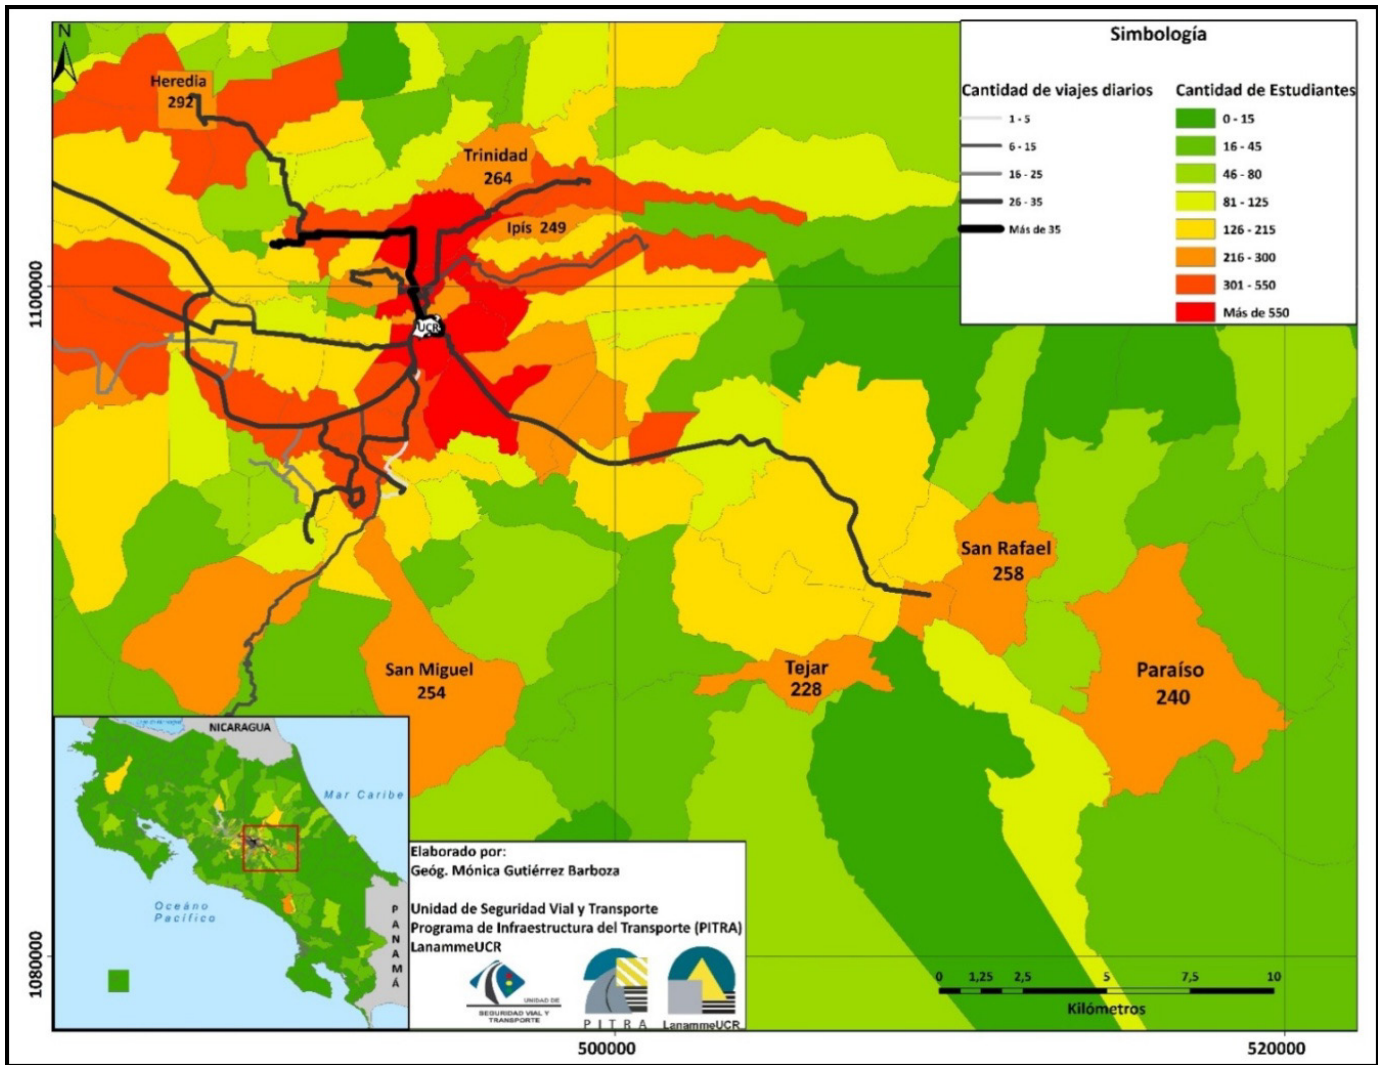 N
Simbología
Cantidad de viajes diarios
1 - 5
6 - 15
16 - 25
26 - 35
Más de 35
Cantidad de Estudiantes
0 - 15
16 - 45
46 - 80
81 - 125
126 - 215
216 - 300
301 - 550
Más de 550
Heredia
292
Trinidad
264
Ipís 249
UCR
San Rafael
258
San Miguel
254
Tejar
228
Paraíso
240
1100000
1080000
500000
520000
NICARAGUA
Mar Caribe
Oceáno
Pacífico
PANAMÁ
Elaborado por:
Geóg. Mónica Gutiérrez Barboza
Unidad de Seguridad Vial y Transporte
Programa de Infraestructura del Transporte (PITRA)
LanammeUCR
UNIDAD DE
SEGURIDAD VIAL Y
TRANSPORTE
PITRA
LanammeUCR
0 1,25 2,5 5 7,5 10
Kilómetros